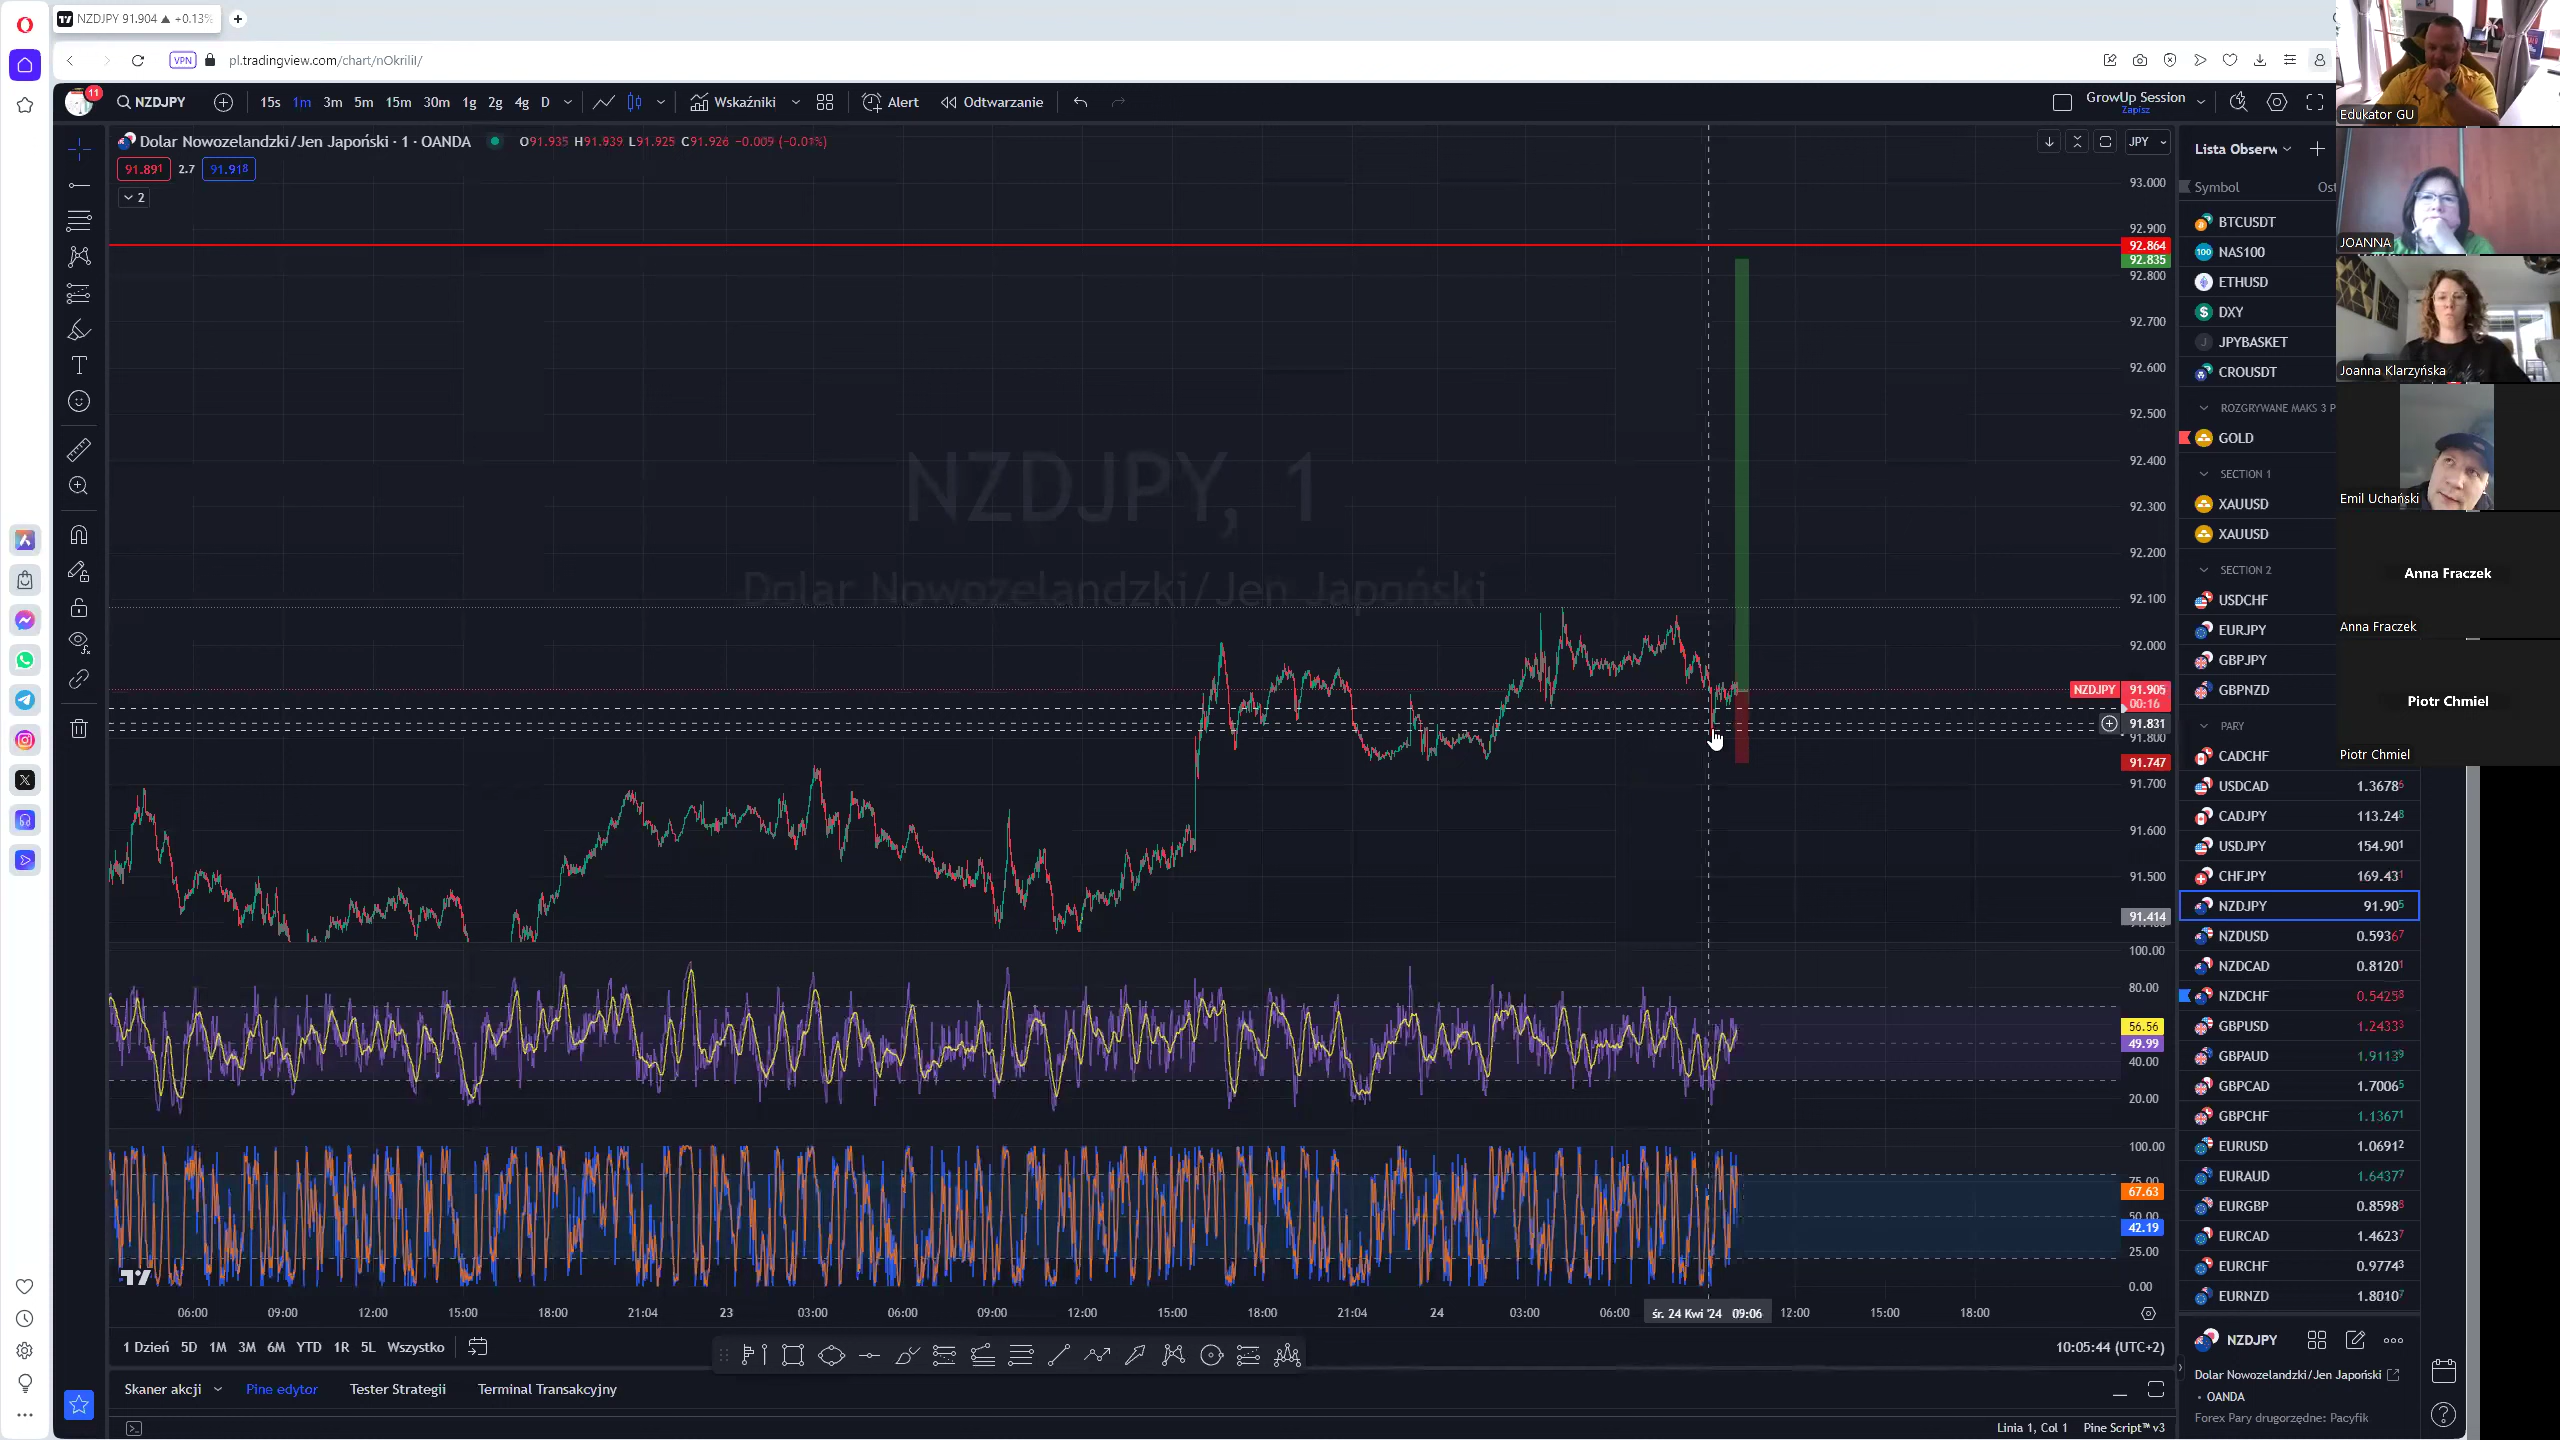 NZDJPY 91.904 ▲ +0.13%
VPN
pl.tradingview.com/chart/nOkriliI/
11
NZDJPY
15s 1m 3m 5m 15m 30m 1g 2g 4g D
Wskaźniki
Alert
Odtwarzanie
GrowUp Session
Zapisz
Dolar Nowozelandzki/Jen Japoński · 1 · OANDA
O91.935 H91.939 L91.925 C91.926 −0.009 (−0.01%)
91.891 2.7 91.918
2
JPY
NZDJPY, 1
Dolar Nowozelandzki/Jen Japoński
93.000
92.900
92.864
92.835
92.800
92.700
92.600
92.500
92.400
92.300
92.200
92.100
92.000
NZDJPY 91.905
00:16
91.831
91.800
91.747
91.700
91.600
91.500
91.414
100.00
80.00
56.56
49.99
40.00
20.00
100.00
75.00
67.63
50.00
42.19
25.00
0.00
06:00 09:00 12:00 15:00 18:00 21:04 23 03:00 06:00 09:00 12:00 15:00 18:00 21:04 24 03:00 06:00 śr. 24 Kwi '24 09:06 12:00 15:00 18:00
1 Dzień 5D 1M 3M 6M YTD 1R 5L Wszystko
10:05:44 (UTC+2)
Skaner akcji Pine edytor Tester Strategii Terminal Transakcyjny
Linia 1, Col 1 Pine Script™ v3
Lista Obserw
Symbol Ost
BTCUSDT
NAS100
ETHUSD
DXY
JPYBASKET
CROUSDT
ROZGRYWANE MAKS 3 P
GOLD
SECTION 1
XAUUSD
XAUUSD
SECTION 2
USDCHF
EURJPY
GBPJPY
GBPNZD
PARY
CADCHF
USDCAD 1.36786
CADJPY 113.248
USDJPY 154.901
CHFJPY 169.431
NZDJPY 91.905
NZDUSD 0.59367
NZDCAD 0.81201
NZDCHF 0.54258
GBPUSD 1.24333
GBPAUD 1.91139
GBPCAD 1.70065
GBPCHF 1.13671
EURUSD 1.06912
EURAUD 1.64377
EURGBP 0.85988
EURCAD 1.46237
EURCHF 0.97743
EURNZD 1.80107
NZDJPY
Dolar Nowozelandzki/Jen Japoński
• OANDA
Forex Pary drugorzędne: Pacyfik
Edukator GU
JOANNA
Joanna Klarzyńska
Emil Uchański
Anna Fraczek
Anna Fraczek
Piotr Chmiel
Piotr Chmiel